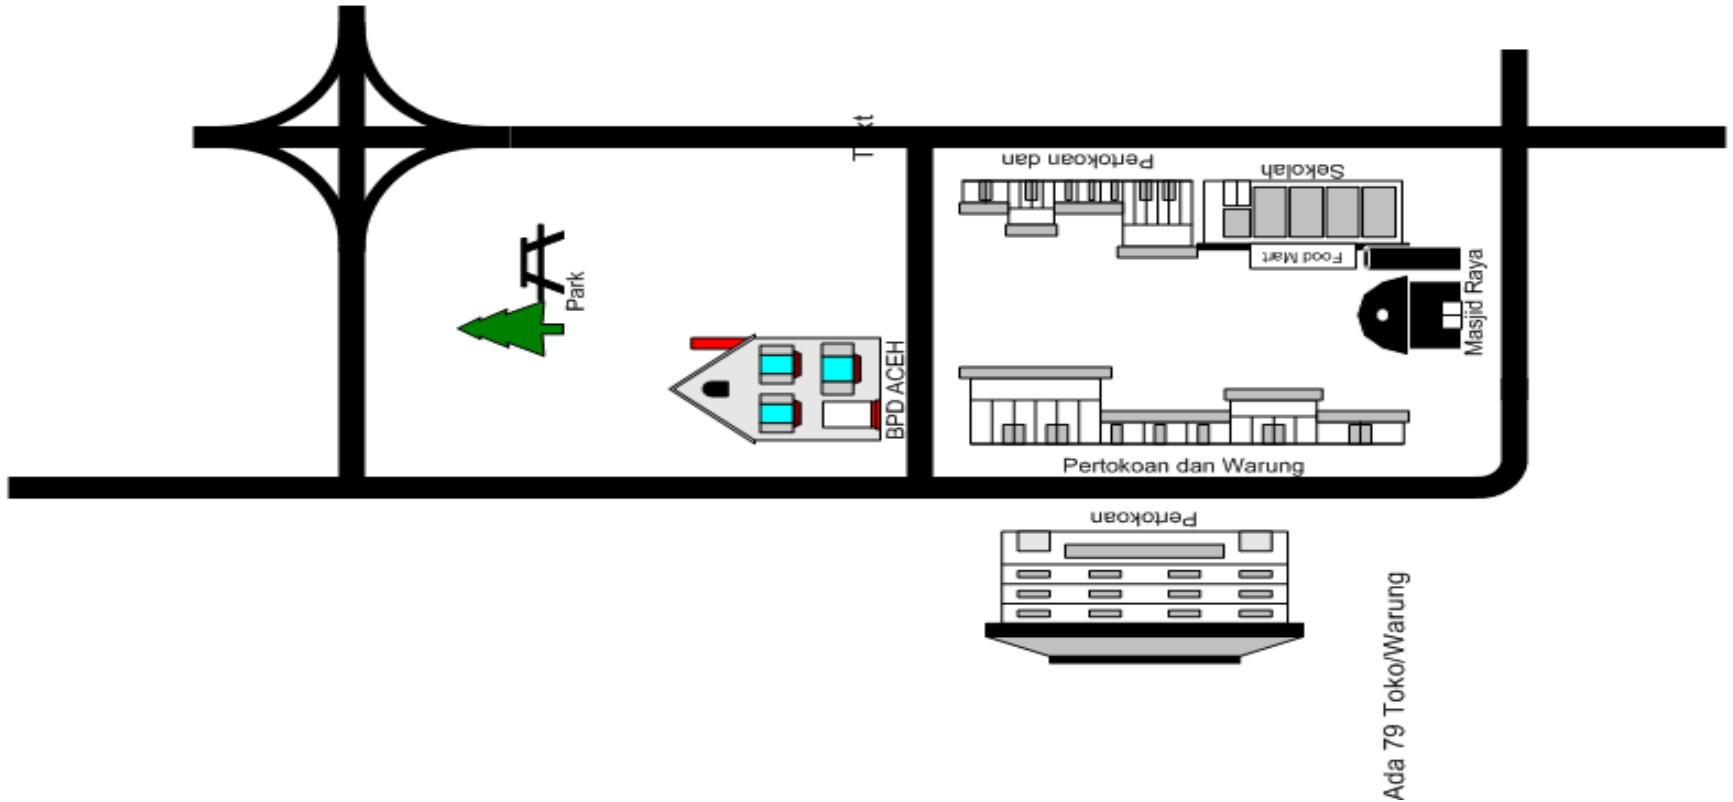 Pertokoan dan
Sekolah
Food Mart
Masjid Raya
Park
BPD ACEH
Pertokoan dan Warung
Pertokoan
Ada 79 Toko/Warung